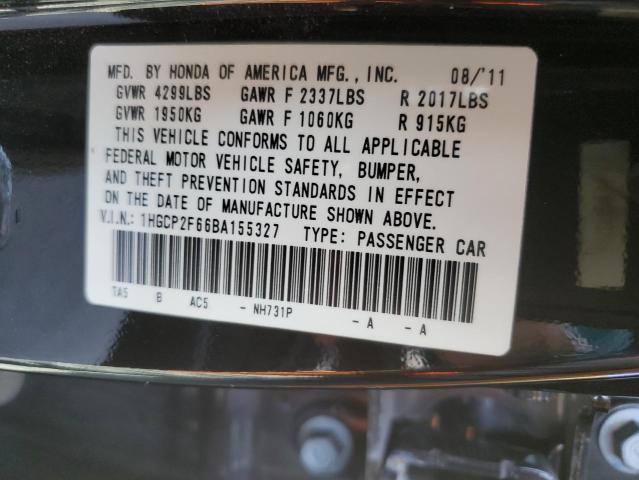 MFD. BY HONDA OF AMERICA MFG., INC. 08/'11
GVWR 4299LBS GAWR F 2337LBS R 2017LBS
GVWR 1950KG GAWR F 1060KG R 915KG
THIS VEHICLE CONFORMS TO ALL APPLICABLE
FEDERAL MOTOR VEHICLE SAFETY, BUMPER,
AND THEFT PREVENTION STANDARDS IN EFFECT
ON THE DATE OF MANUFACTURE SHOWN ABOVE.
V.I.N.: 1HGCP2F66BA155327 TYPE: PASSENGER CAR
TA5 B AC5 - NH731P - A - A